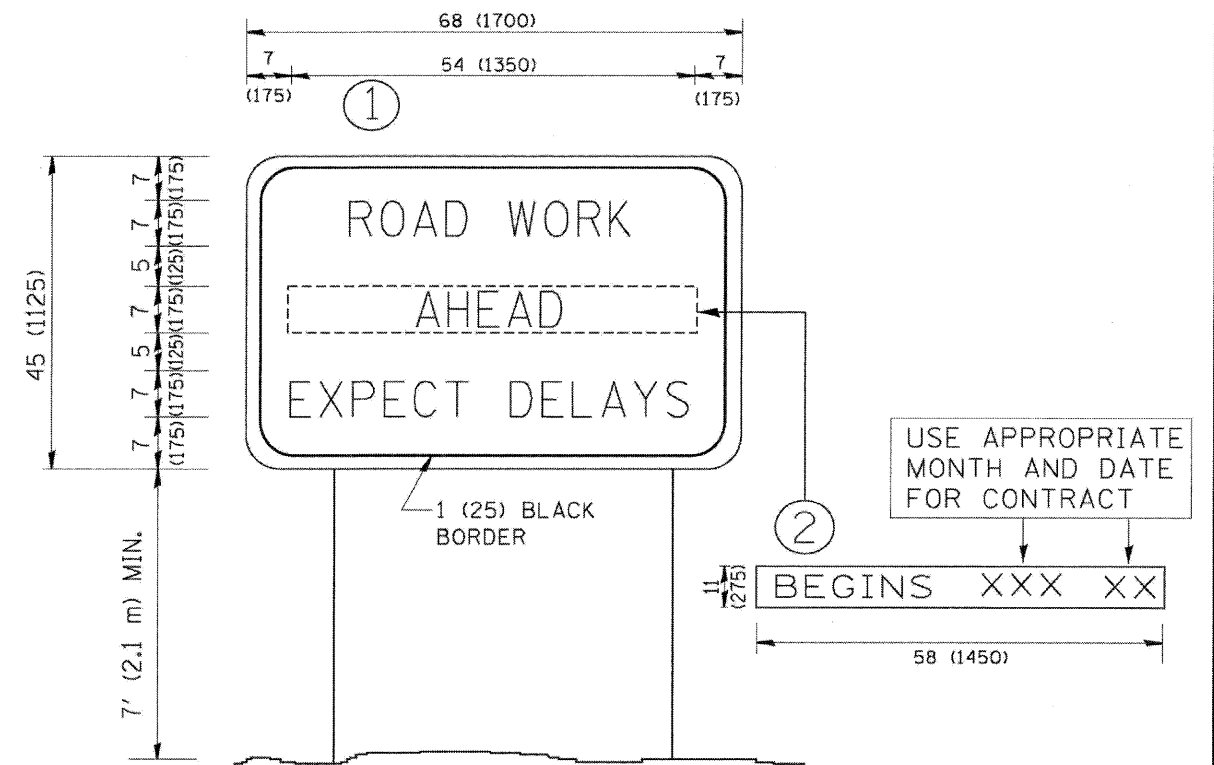 68 (1700)
7 54 (1350) 7
(175) (175)
1
45 (1125)
7 (175)
7 (175)
5 (125)
7 (175)
5 (125)
7 (175)
7 (175)
ROAD WORK
AHEAD
EXPECT DELAYS
1 (25) BLACK
BORDER
7' (2.1 m) MIN.
USE APPROPRIATE
MONTH AND DATE
FOR CONTRACT
2
11 (275)
BEGINS XXX XX
58 (1450)